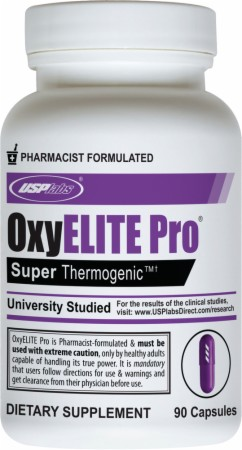 PHARMACIST FORMULATED
USPlabs
OxyELITE Pro®
Super Thermogenic™†
University Studied
For the results of the clinical studies,
visit: www.USPlabsDirect.com/research
OxyELITE Pro is Pharmacist-formulated & must be
used with extreme caution, only by healthy adults
capable of handling its true power. It is mandatory
that users follow directions for use & warnings and
get clearance from their physician before use.
DIETARY SUPPLEMENT
90 Capsules